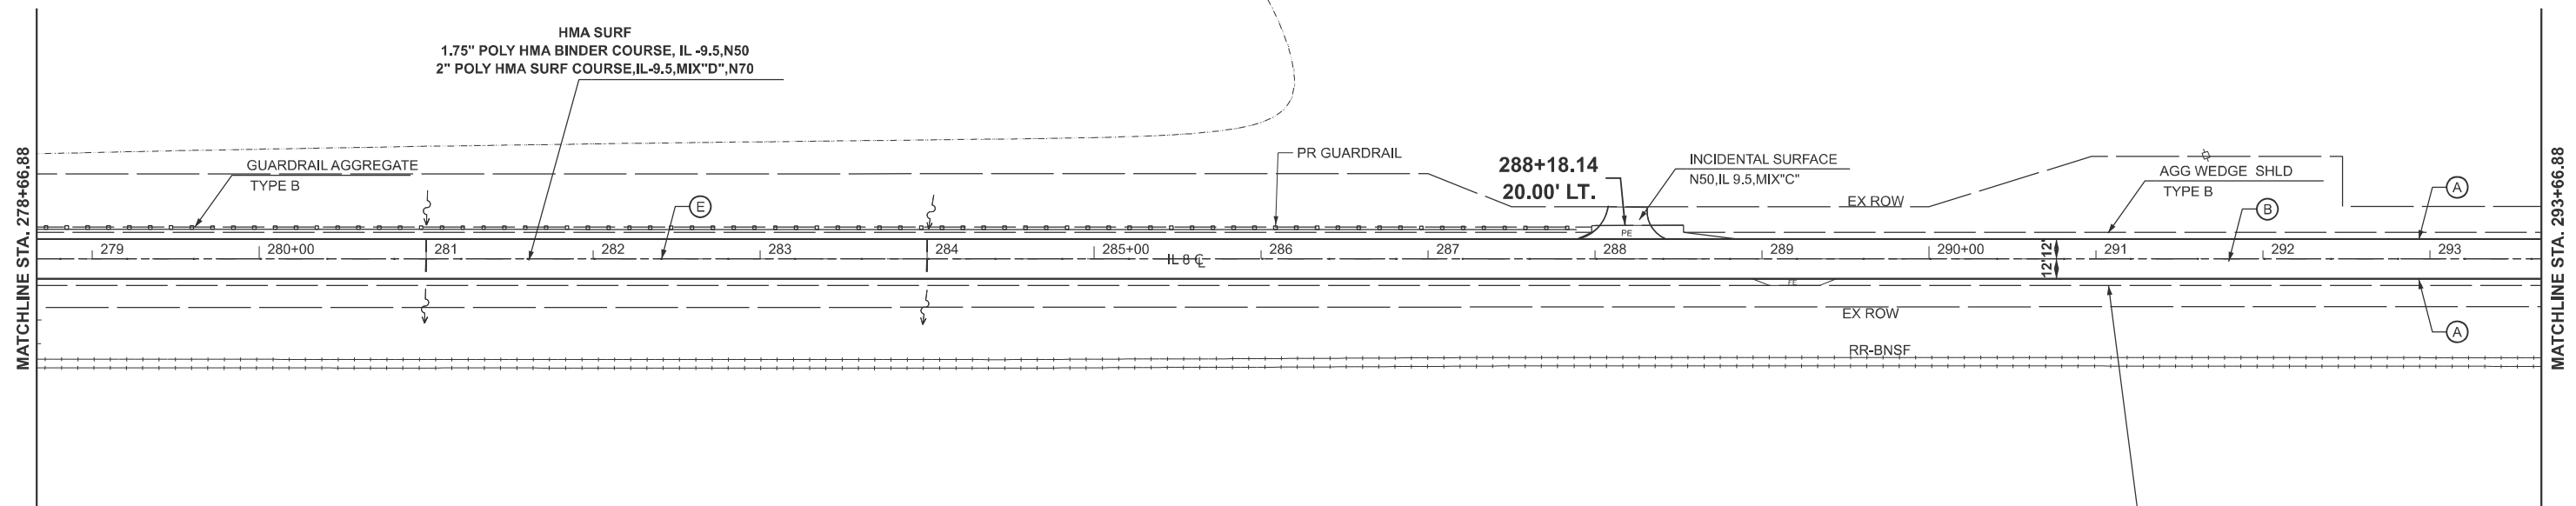 HMA SURF
1.75" POLY HMA BINDER COURSE, IL -9.5,N50
2" POLY HMA SURF COURSE,IL-9.5,MIX"D",N70
MATCHLINE STA. 278+66.88
GUARDRAIL AGGREGATE
TYPE B
PR GUARDRAIL
288+18.14
20.00' LT.
INCIDENTAL SURFACE
N50,IL 9.5,MIX"C"
AGG WEDGE SHLD
TYPE B
A
B
E
EX ROW
PE
279
280+00
281
282
283
284
285+00
286
287
288
289
290+00
291
292
293
IL 8 ℄
12'
12'
FE
EX ROW
A
RR-BNSF
MATCHLINE STA. 293+66.88